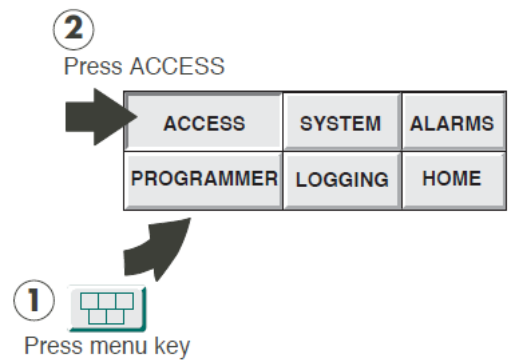 2
Press ACCESS
ACCESS SYSTEM ALARMS
PROGRAMMER LOGGING HOME
1
Press menu key